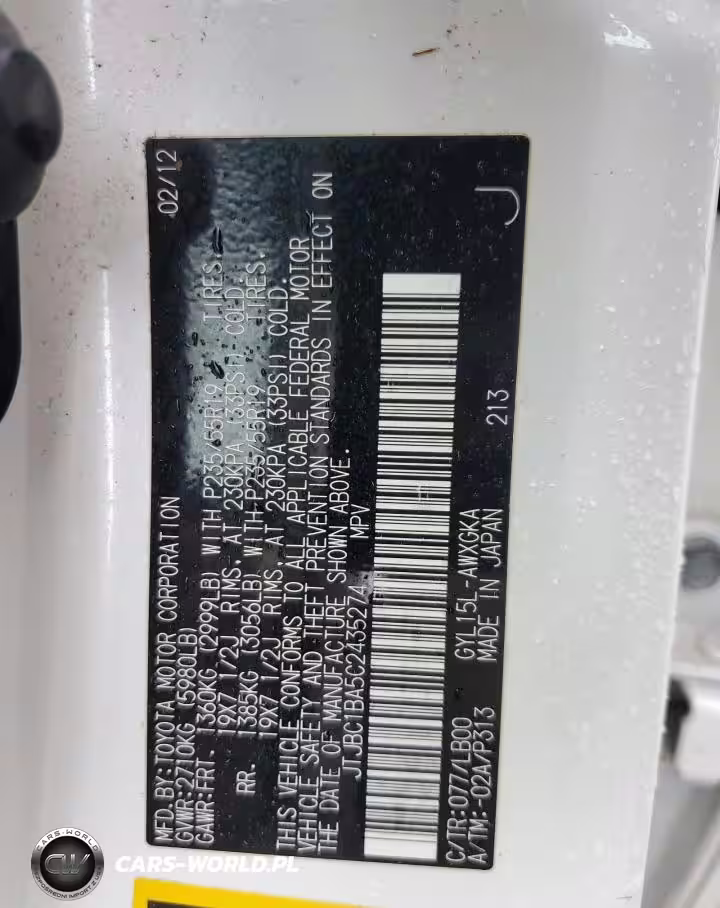 MFD. BY: TOYOTA MOTOR CORPORATION 02/12
GVWR: 2710KG (5980LB)
GAWR: FRT. 1360KG (2999LB) WITH P235/55R19 TIRES.
19X7 1/2J RIMS. AT 230KPA (33PSI) COLD.
RR. 1385KG (3056LB) WITH P235/55R19 TIRES.
19X7 1/2J RIMS. AT 230KPA (33PSI) COLD.
THIS VEHICLE CONFORMS TO ALL APPLICABLE FEDERAL MOTOR
VEHICLE SAFETY AND THEFT PREVENTION STANDARDS IN EFFECT ON
THE DATE OF MANUFACTURE SHOWN ABOVE.
JTJBC1BA5C2435274 MPV
C/TR: 077/LB00 GYL15L-AWXGKA 213 J
A/TM: -02A/P313 MADE IN JAPAN
CARS-WORLD
CW
CARS-WORLD.PL